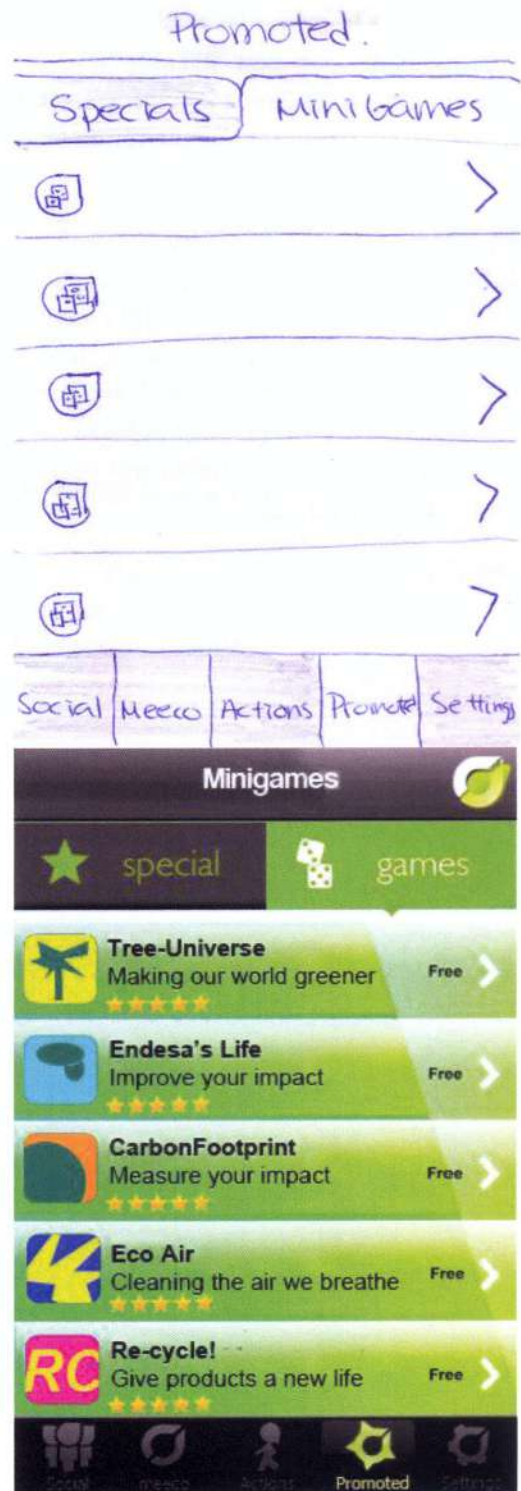 Promoted.
Specials Minigames
Social Meeco Actions Promoted Settings
Minigames
special games
Tree-Universe
Making our world greener Free
Endesa's Life
Improve your impact Free
CarbonFootprint
Measure your impact Free
Eco Air
Cleaning the air we breathe Free
Re-cycle!
RC Give products a new life Free
Social meeco Actions Promoted Settings